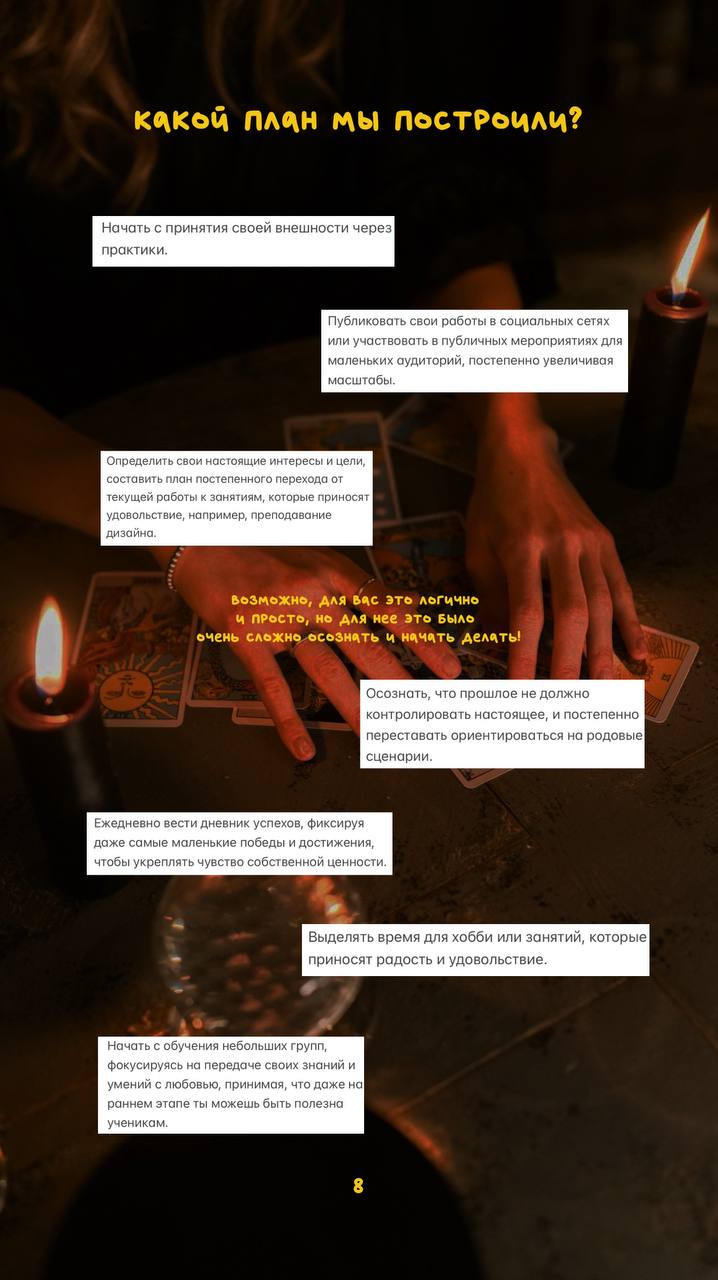 какой план мы построили?
Начать с принятия своей внешности через
практики.
Публиковать свои работы в социальных сетях
или участвовать в публичных мероприятиях для
маленьких аудиторий, постепенно увеличивая
масштабы.
Определить свои настоящие интересы и цели,
составить план постепенного перехода от
текущей работы к занятиям, которые приносят
удовольствие, например, преподавание
дизайна.
возможно, для вас это логично
и просто, но для нее это было
очень сложно осознать и начать делать!
Осознать, что прошлое не должно
контролировать настоящее, и постепенно
переставать ориентироваться на родовые
сценарии.
Ежедневно вести дневник успехов, фиксируя
даже самые маленькие победы и достижения,
чтобы укреплять чувство собственной ценности.
Выделять время для хобби или занятий, которые
приносят радость и удовольствие.
Начать с обучения небольших групп,
фокусируясь на передаче своих знаний и
умений с любовью, принимая, что даже на
раннем этапе ты можешь быть полезна
ученикам.
8